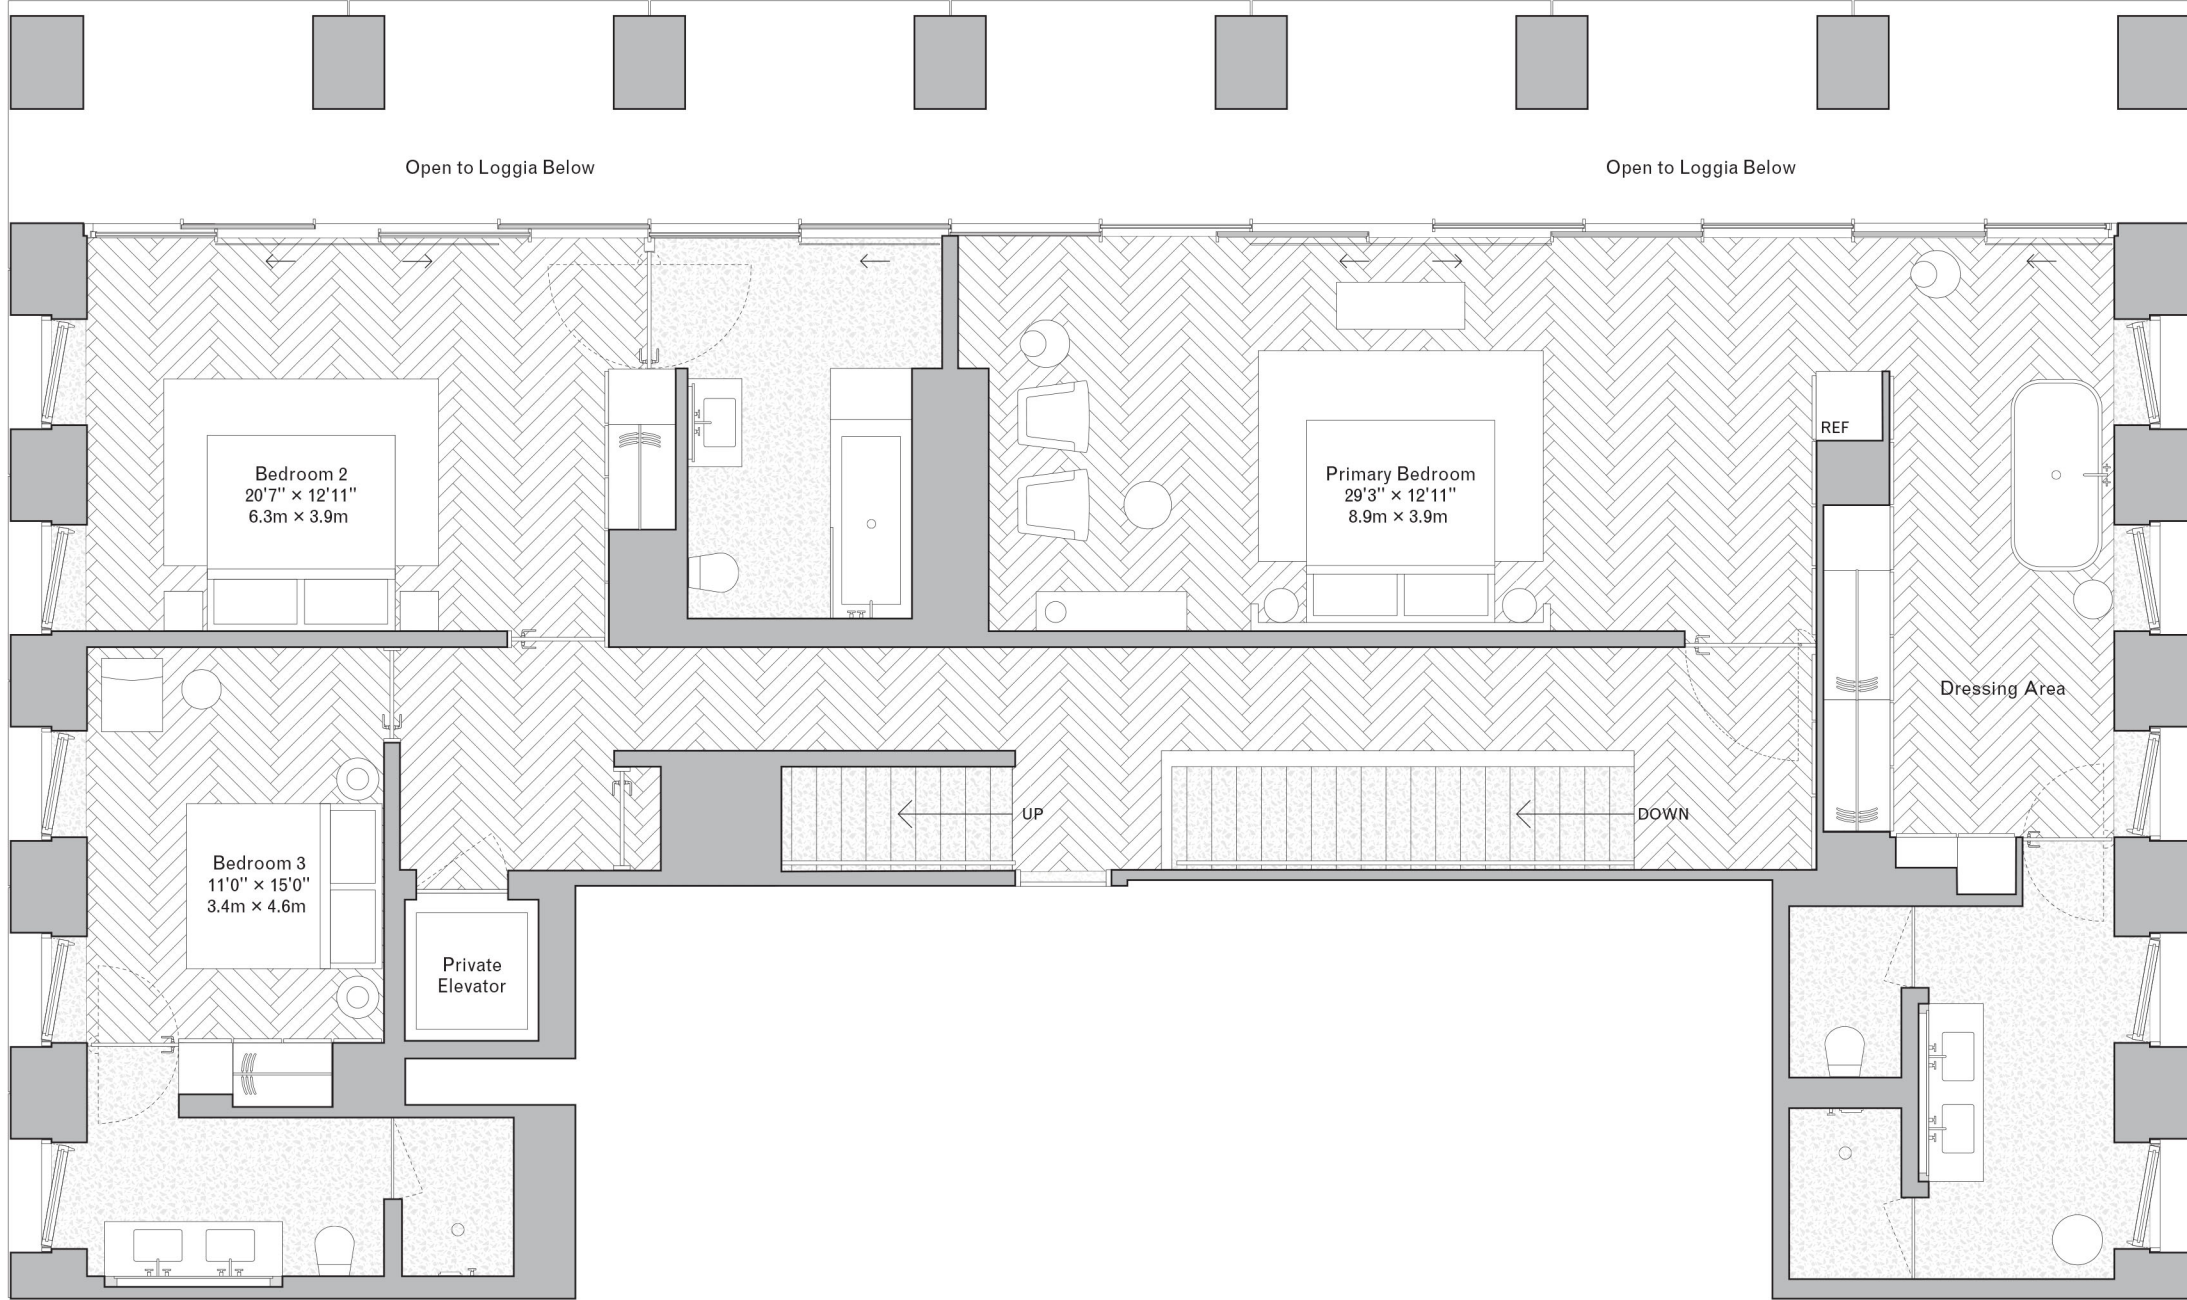 Open to Loggia Below
Open to Loggia Below
Bedroom 2
20'7" × 12'11"
6.3m × 3.9m
Primary Bedroom
29'3" × 12'11"
8.9m × 3.9m
REF
Dressing Area
UP
DOWN
Bedroom 3
11'0" × 15'0"
3.4m × 4.6m
Private
Elevator